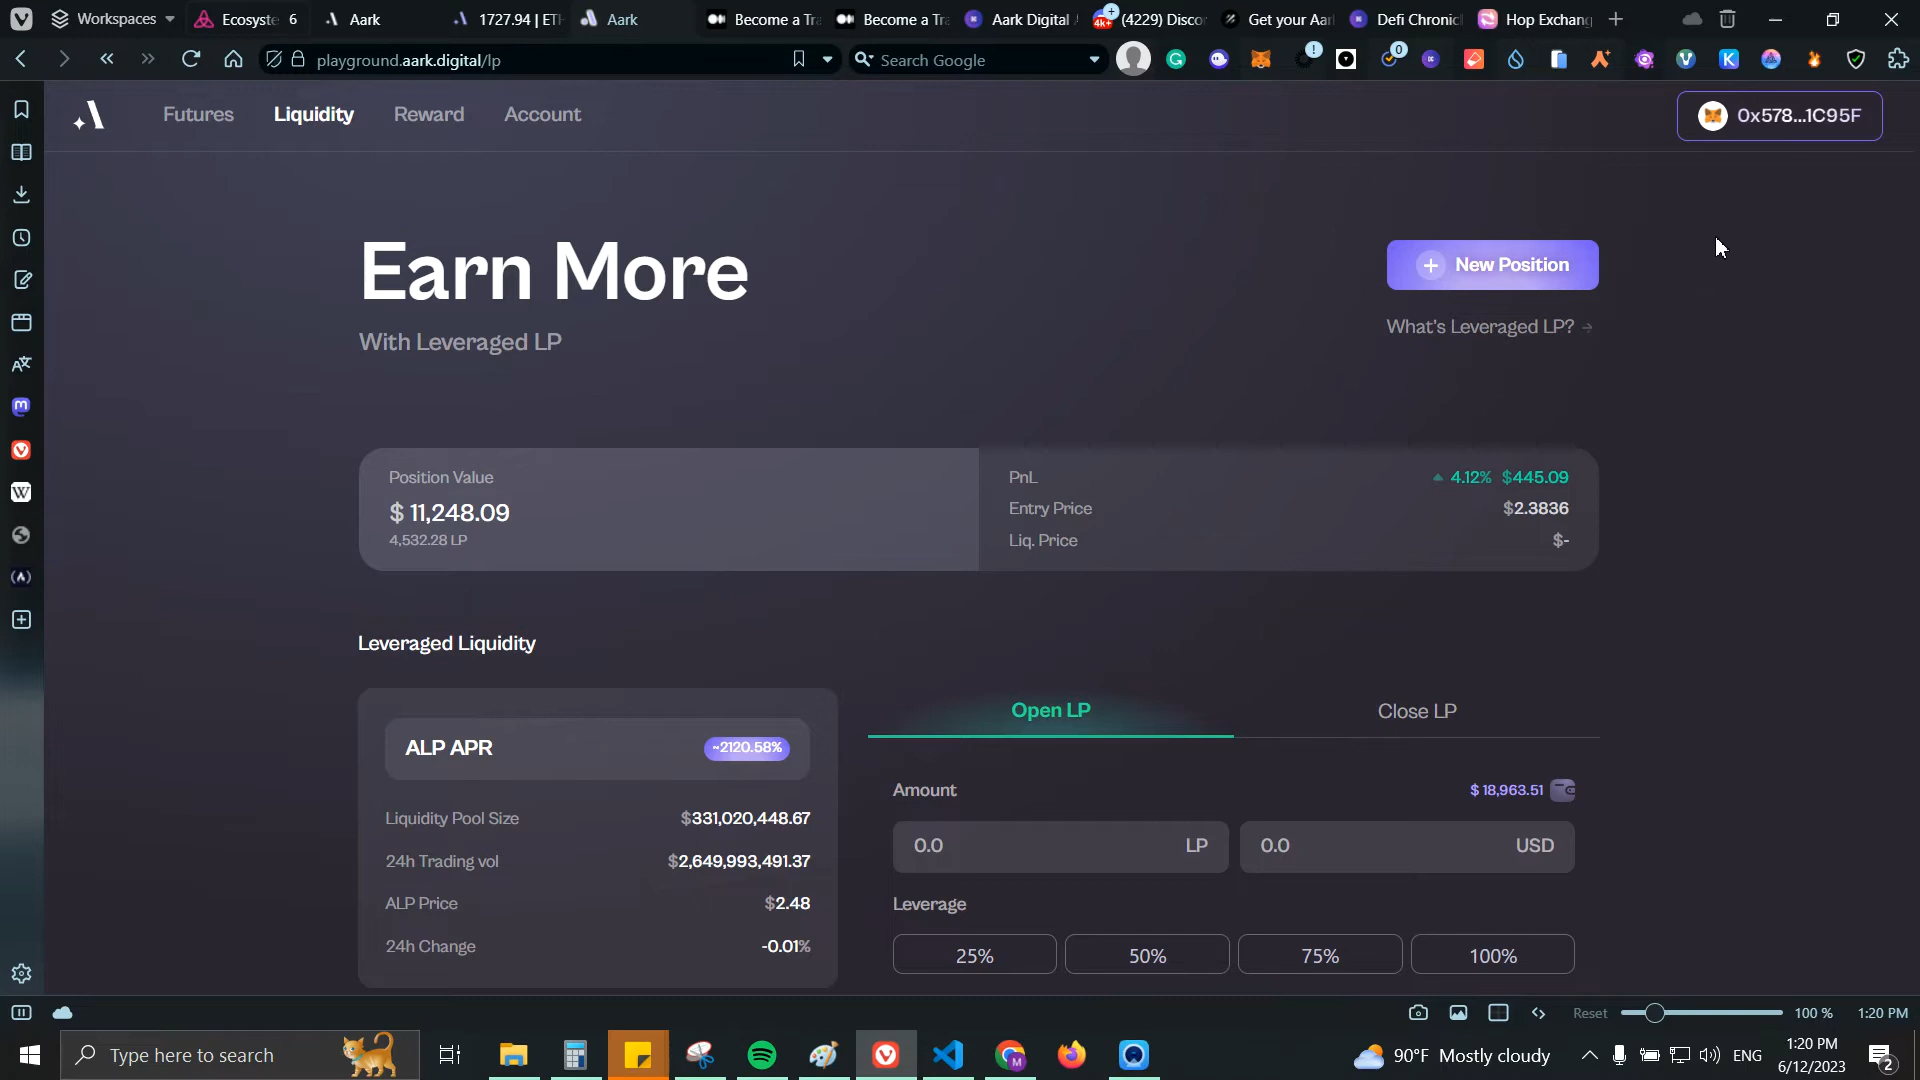 Workspaces
Ecosyste
6
Aark
1727.94 | ETH
Aark
Become a Tra
Become a Tra
Aark Digital
(4229) Disco
Get your Aar
Defi Chronic
Hop Exchang
playground.aark.digital/lp
Search Google
Futures
Liquidity
Reward
Account
0x578...1C95F
Earn More
With Leveraged LP
New Position
What's Leveraged LP?
Position Value
$ 11,248.09
4,532.28 LP
PnL
4.12% $445.09
Entry Price
$2.3836
Liq. Price
$-
Leveraged Liquidity
ALP APR
~2120.58%
Liquidity Pool Size
$331,020,448.67
24h Trading vol
$2,649,993,491.37
ALP Price
$2.48
24h Change
-0.01%
Open LP
Close LP
Amount
$ 18,963.51
0.0 LP
0.0 USD
Leverage
25%
50%
75%
100%
Reset
100 %
1:20 PM
Type here to search
90°F Mostly cloudy
ENG
1:20 PM
6/12/2023
2